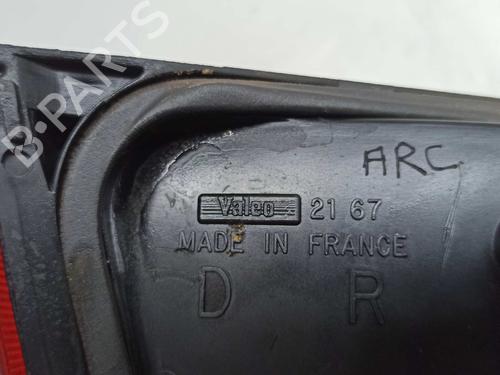 B-PARTS
ARC
Valeo 21 67
MADE IN FRANCE
D R